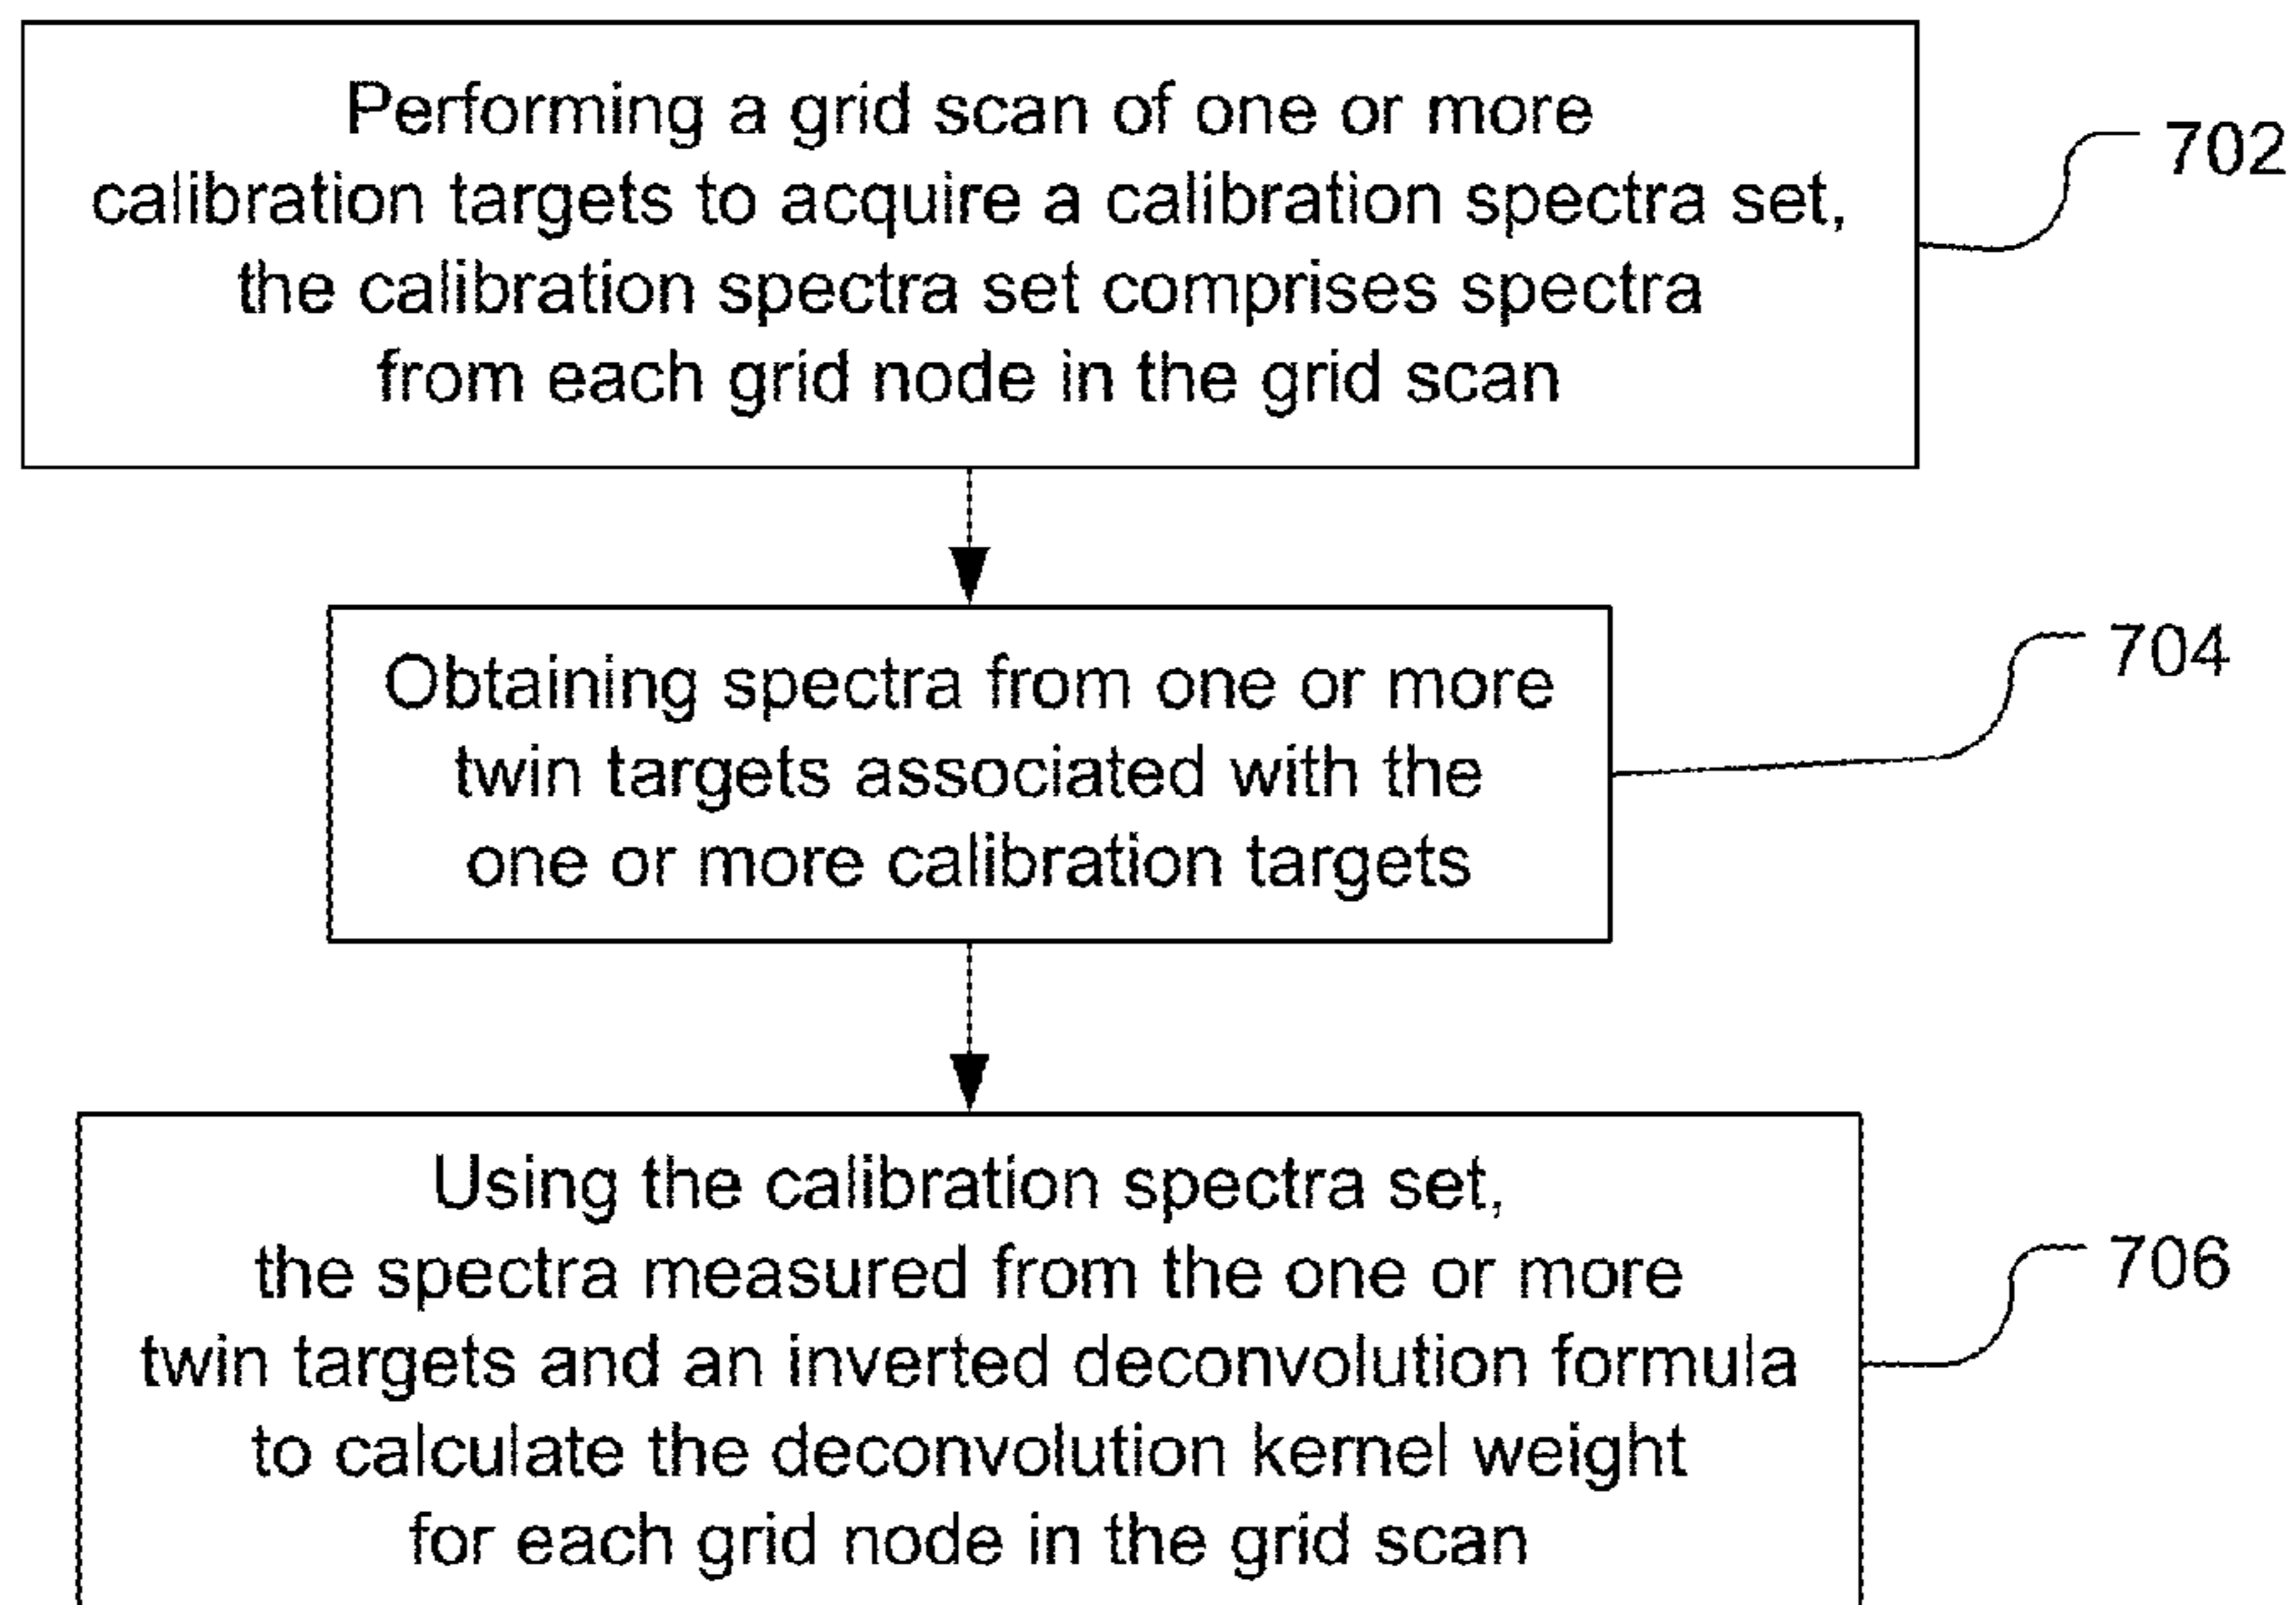 Performing a grid scan of one or more
calibration targets to acquire a calibration spectra set,
the calibration spectra set comprises spectra
from each grid node in the grid scan
702
Obtaining spectra from one or more
twin targets associated with the
one or more calibration targets
704
Using the calibration spectra set,
the spectra measured from the one or more
twin targets and an inverted deconvolution formula
to calculate the deconvolution kernel weight
for each grid node in the grid scan
706